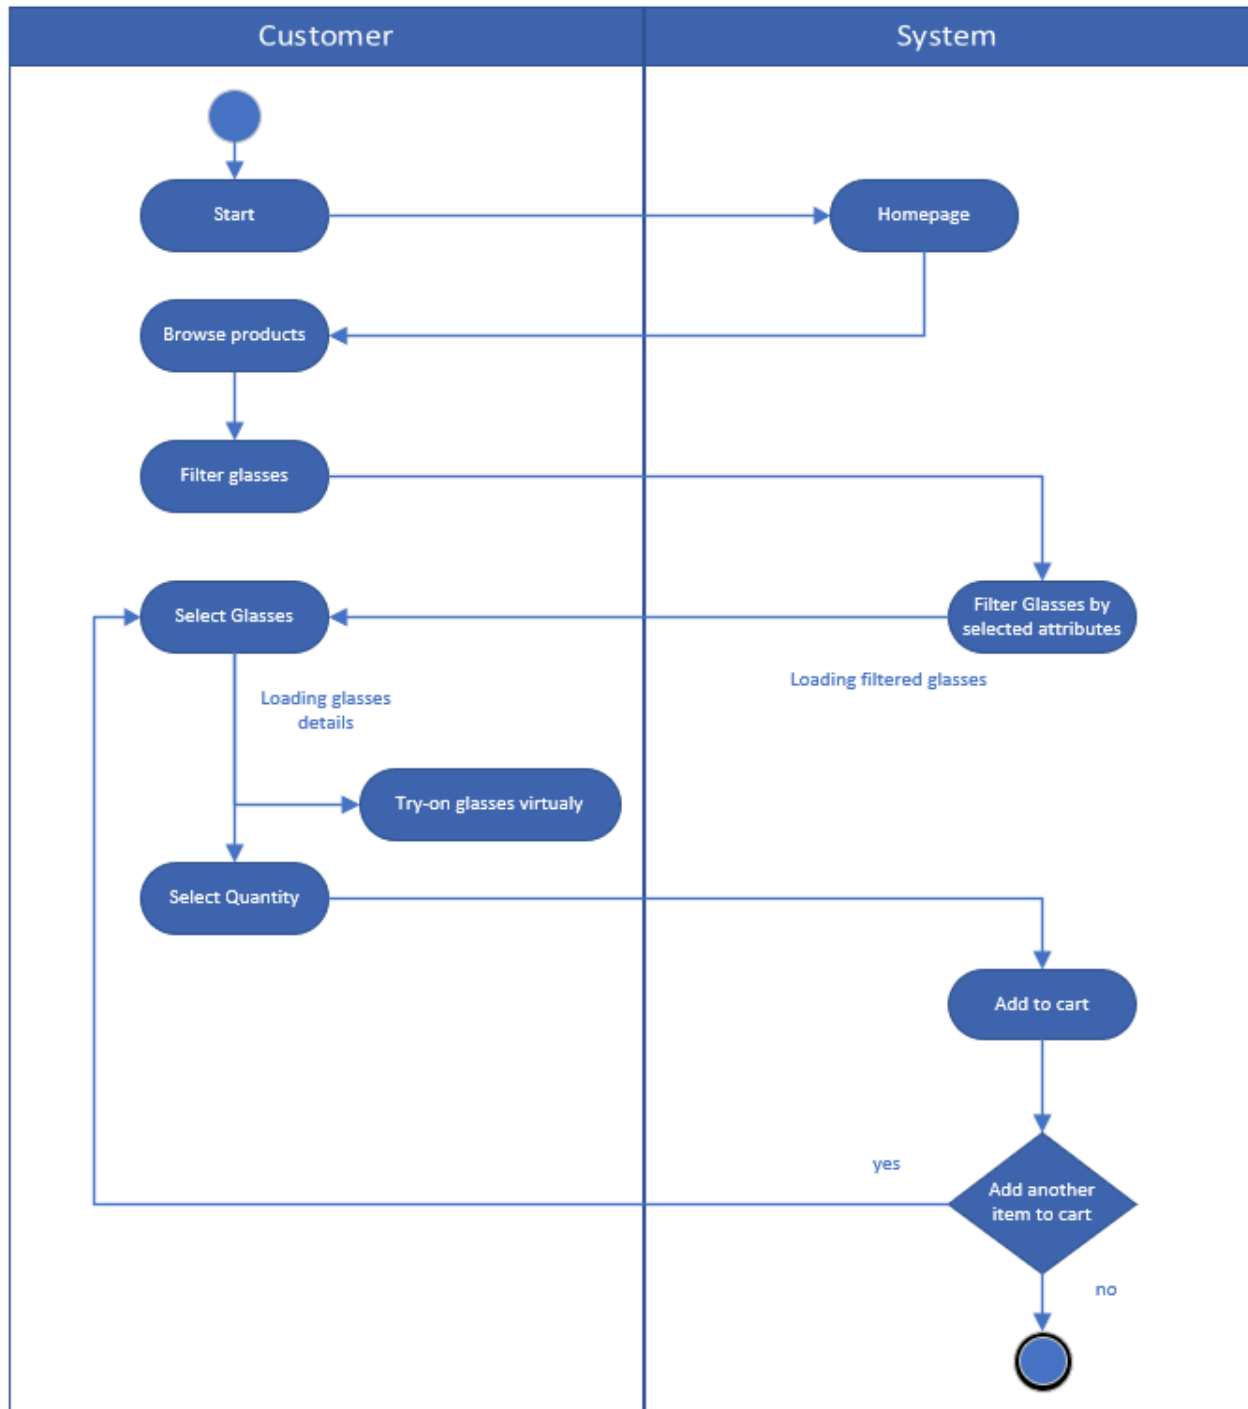 Customer
System
Start
Homepage
Browse products
Filter glasses
Select Glasses
Filter Glasses by
selected attributes
Loading filtered glasses
Loading glasses
details
Try-on glasses virtualy
Select Quantity
Add to cart
yes
Add another
item to cart
no